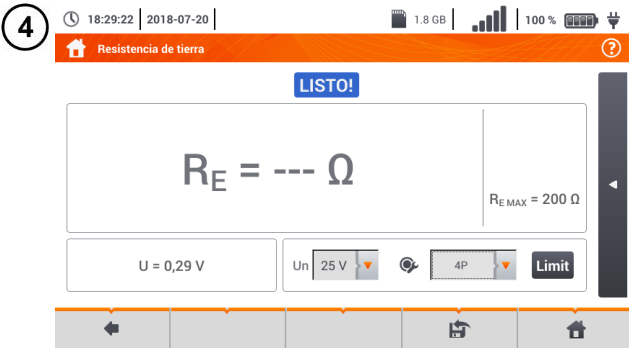 4
18:29:22 2018-07-20 1.8 GB 100 %
Resistencia de tierra ?
LISTO!
RE = --- Ω
RE MAX = 200 Ω
U = 0,29 V Un 25 V 4P Limit